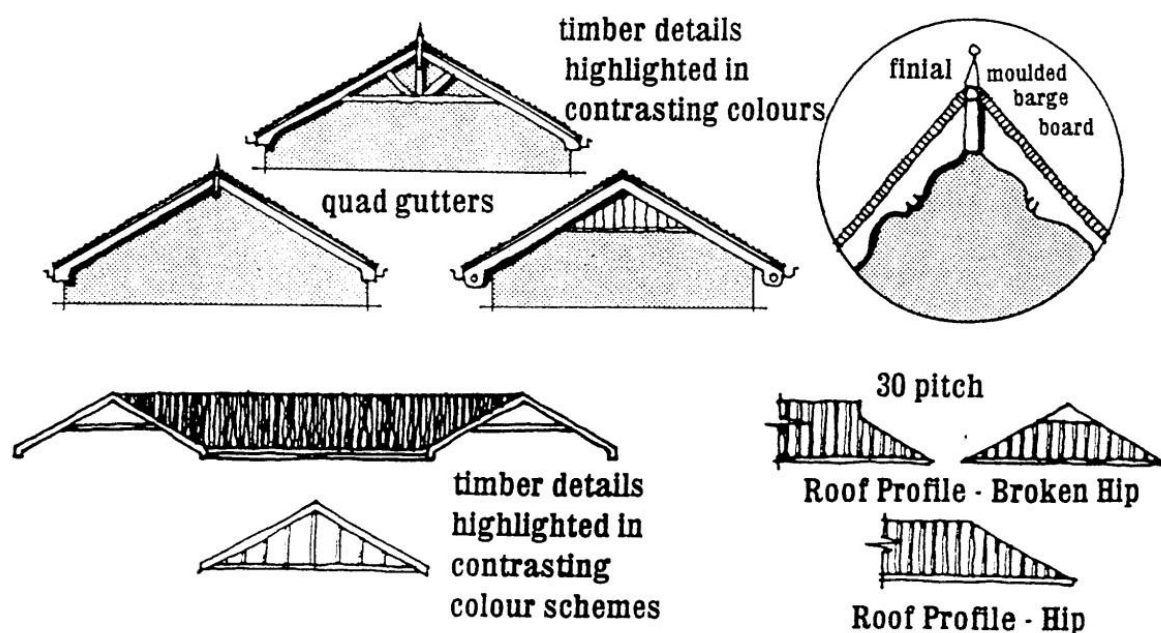 timber details
highlighted in
contrasting colours
finial
moulded
barge
board
quad gutters
30 pitch
Roof Profile - Broken Hip
timber details
highlighted in
contrasting
colour schemes
Roof Profile - Hip